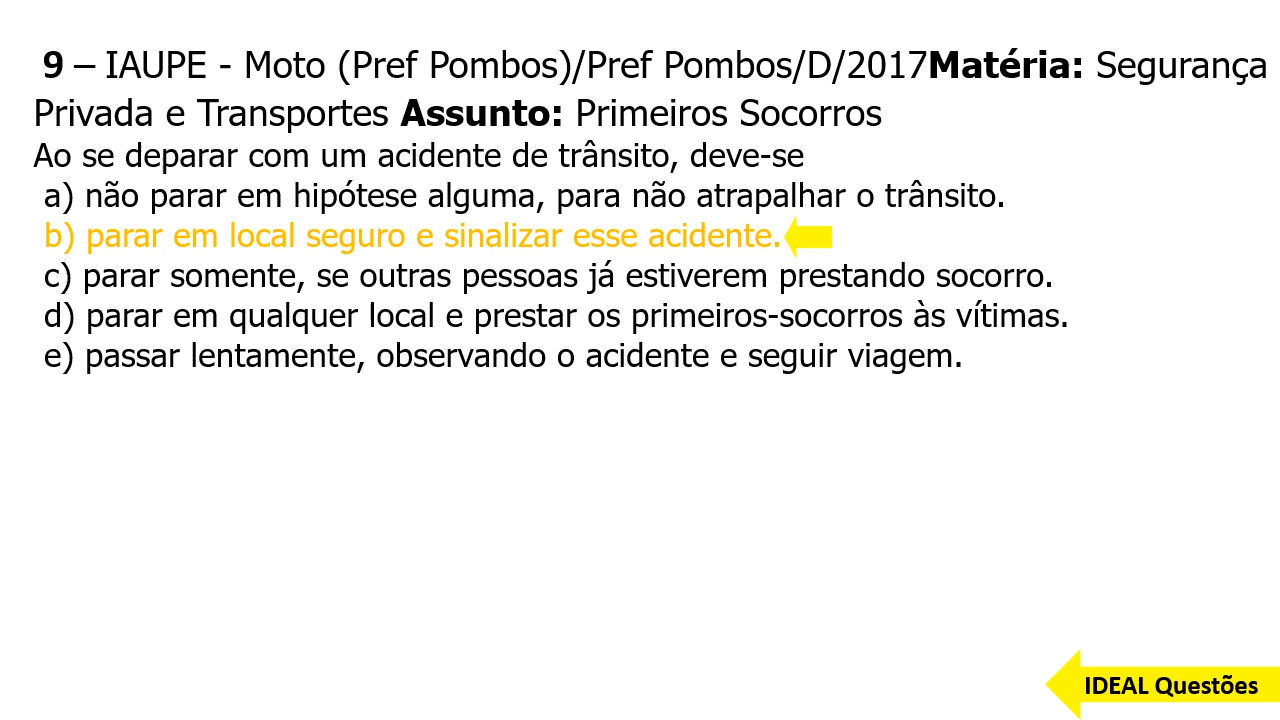 9 – IAUPE - Moto (Pref Pombos)/Pref Pombos/D/2017Matéria: Segurança
Privada e Transportes Assunto: Primeiros Socorros
Ao se deparar com um acidente de trânsito, deve-se
a) não parar em hipótese alguma, para não atrapalhar o trânsito.
b) parar em local seguro e sinalizar esse acidente.
c) parar somente, se outras pessoas já estiverem prestando socorro.
d) parar em qualquer local e prestar os primeiros-socorros às vítimas.
e) passar lentamente, observando o acidente e seguir viagem.
IDEAL Questões